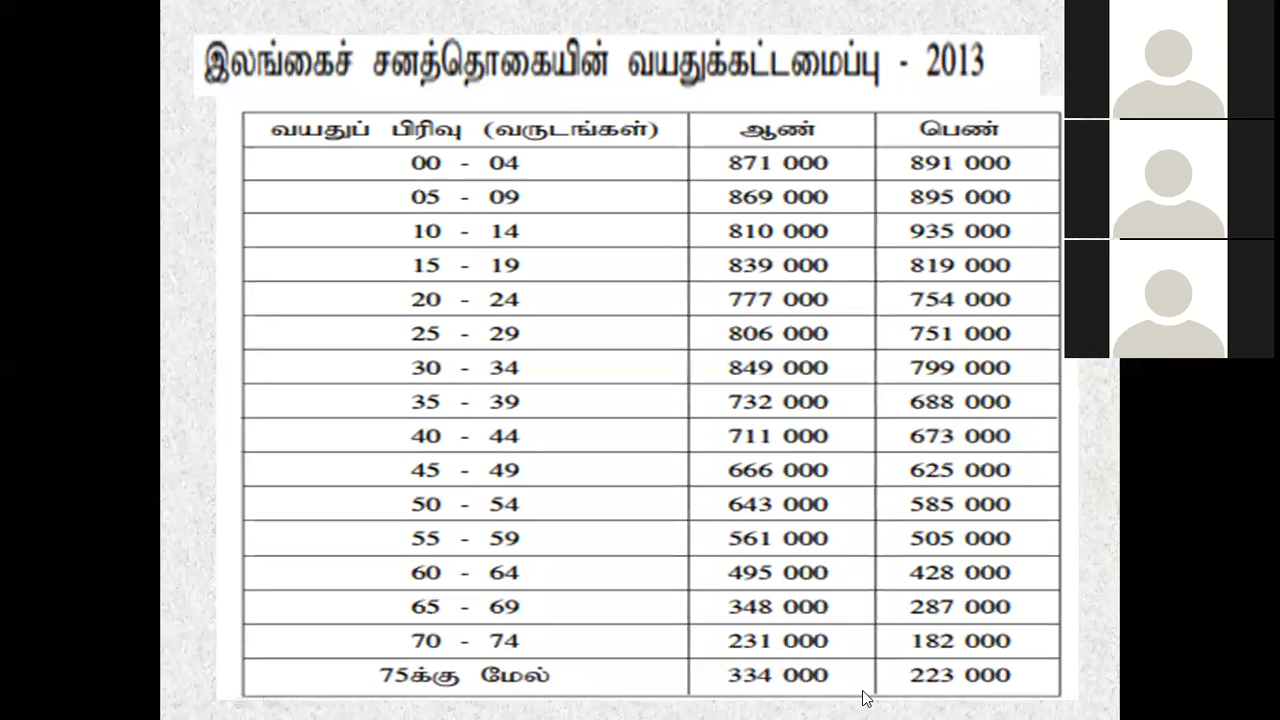 இலங்கைச் சனத்தொகையின் வயதுக்கட்டமைப்பு - 2013
வயதுப் பிரிவு (வருடங்கள்) ஆண் பெண்
00 - 04 871 000 891 000
05 - 09 869 000 895 000
10 - 14 810 000 935 000
15 - 19 839 000 819 000
20 - 24 777 000 754 000
25 - 29 806 000 751 000
30 - 34 849 000 799 000
35 - 39 732 000 688 000
40 - 44 711 000 673 000
45 - 49 666 000 625 000
50 - 54 643 000 585 000
55 - 59 561 000 505 000
60 - 64 495 000 428 000
65 - 69 348 000 287 000
70 - 74 231 000 182 000
75க்கு மேல் 334 000 223 000